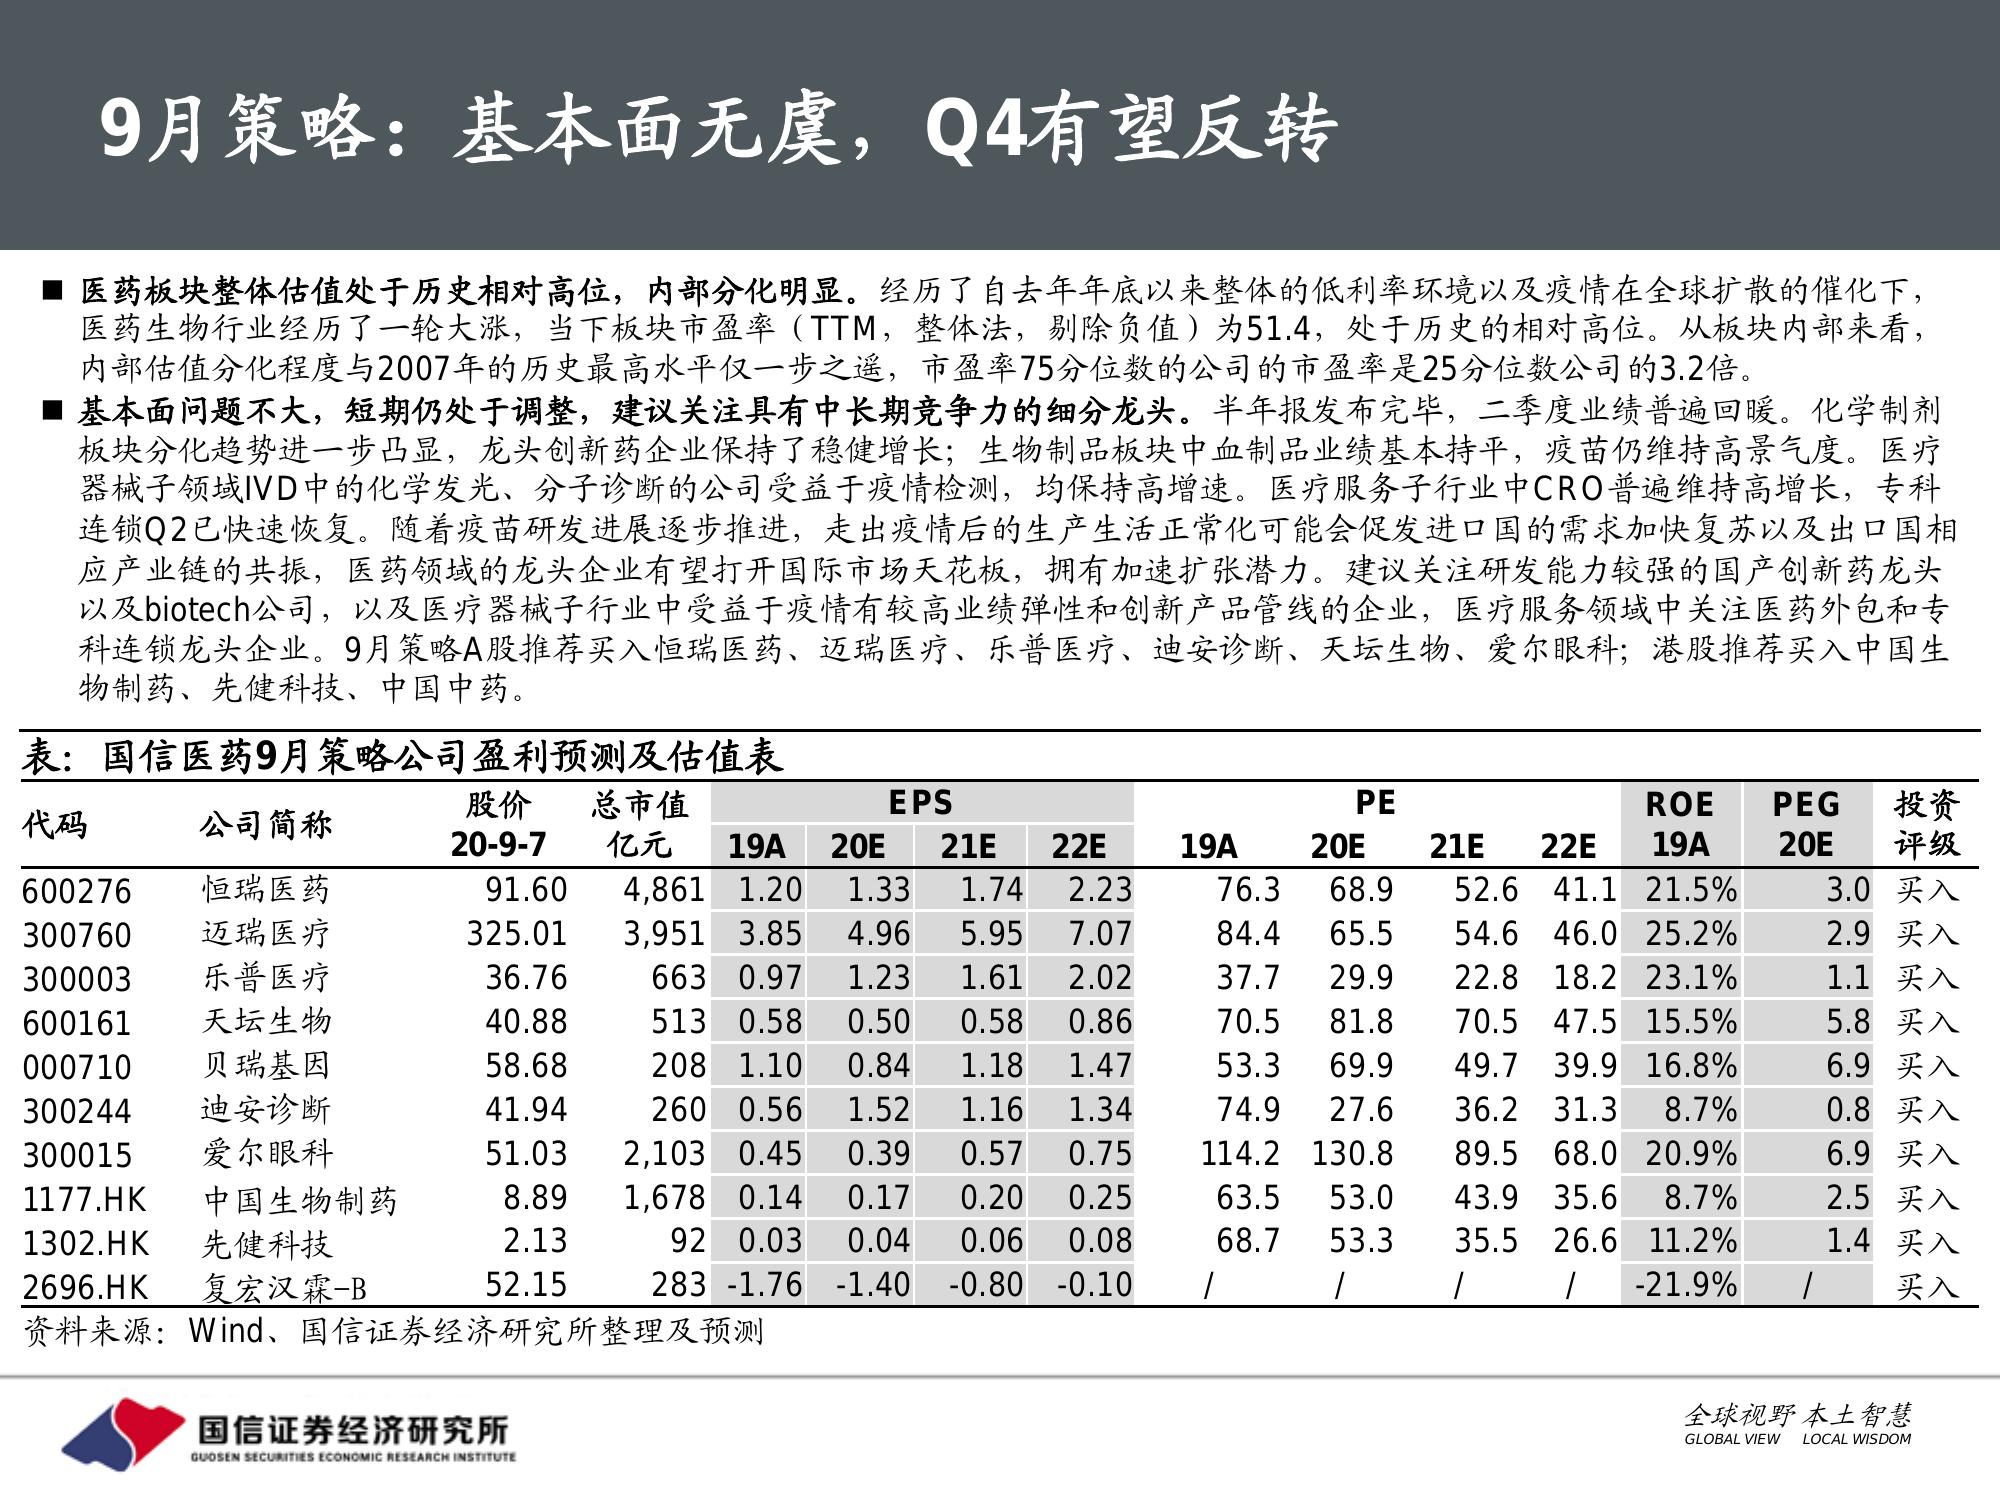 9月策略：基本面无虞，Q4有望反转
■ 医药板块整体估值处于历史相对高位，内部分化明显。经历了自去年年底以来整体的低利率环境以及疫情在全球扩散的催化下，
医药生物行业经历了一轮大涨，当下板块市盈率（TTM，整体法，剔除负值）为51.4，处于历史的相对高位。从板块内部来看，
内部估值分化程度与2007年的历史最高水平仅一步之遥，市盈率75分位数的公司的市盈率是25分位数公司的3.2倍。
■ 基本面问题不大，短期仍处于调整，建议关注具有中长期竞争力的细分龙头。半年报发布完毕，二季度业绩普遍回暖。化学制剂
板块分化趋势进一步凸显，龙头创新药企业保持了稳健增长；生物制品板块中血制品业绩基本持平，疫苗仍维持高景气度。医疗
器械子领域IVD中的化学发光、分子诊断的公司受益于疫情检测，均保持高增速。医疗服务子行业中CRO普遍维持高增长，专科
连锁Q2已快速恢复。随着疫苗研发进展逐步推进，走出疫情后的生产生活正常化可能会促发进口国的需求加快复苏以及出口国相
应产业链的共振，医药领域的龙头企业有望打开国际市场天花板，拥有加速扩张潜力。建议关注研发能力较强的国产创新药龙头
以及biotech公司，以及医疗器械子行业中受益于疫情有较高业绩弹性和创新产品管线的企业，医疗服务领域中关注医药外包和专
科连锁龙头企业。9月策略A股推荐买入恒瑞医药、迈瑞医疗、乐普医疗、迪安诊断、天坛生物、爱尔眼科；港股推荐买入中国生
物制药、先健科技、中国中药。
表：国信医药9月策略公司盈利预测及估值表
代码 公司简称 股价 总市值 EPS PE ROE PEG 投资
20-9-7 亿元 19A 20E 21E 22E 19A 20E 21E 22E 19A 20E 评级
600276 恒瑞医药 91.60 4,861 1.20 1.33 1.74 2.23 76.3 68.9 52.6 41.1 21.5% 3.0 买入
300760 迈瑞医疗 325.01 3,951 3.85 4.96 5.95 7.07 84.4 65.5 54.6 46.0 25.2% 2.9 买入
300003 乐普医疗 36.76 663 0.97 1.23 1.61 2.02 37.7 29.9 22.8 18.2 23.1% 1.1 买入
600161 天坛生物 40.88 513 0.58 0.50 0.58 0.86 70.5 81.8 70.5 47.5 15.5% 5.8 买入
000710 贝瑞基因 58.68 208 1.10 0.84 1.18 1.47 53.3 69.9 49.7 39.9 16.8% 6.9 买入
300244 迪安诊断 41.94 260 0.56 1.52 1.16 1.34 74.9 27.6 36.2 31.3 8.7% 0.8 买入
300015 爱尔眼科 51.03 2,103 0.45 0.39 0.57 0.75 114.2 130.8 89.5 68.0 20.9% 6.9 买入
1177.HK 中国生物制药 8.89 1,678 0.14 0.17 0.20 0.25 63.5 53.0 43.9 35.6 8.7% 2.5 买入
1302.HK 先健科技 2.13 92 0.03 0.04 0.06 0.08 68.7 53.3 35.5 26.6 11.2% 1.4 买入
2696.HK 复宏汉霖-B 52.15 283 -1.76 -1.40 -0.80 -0.10 / / / / -21.9% / 买入
资料来源：Wind、国信证券经济研究所整理及预测
国信证券经济研究所
GUOSEN SECURITIES ECONOMIC RESEARCH INSTITUTE
全球视野 本土智慧
GLOBAL VIEW LOCAL WISDOM